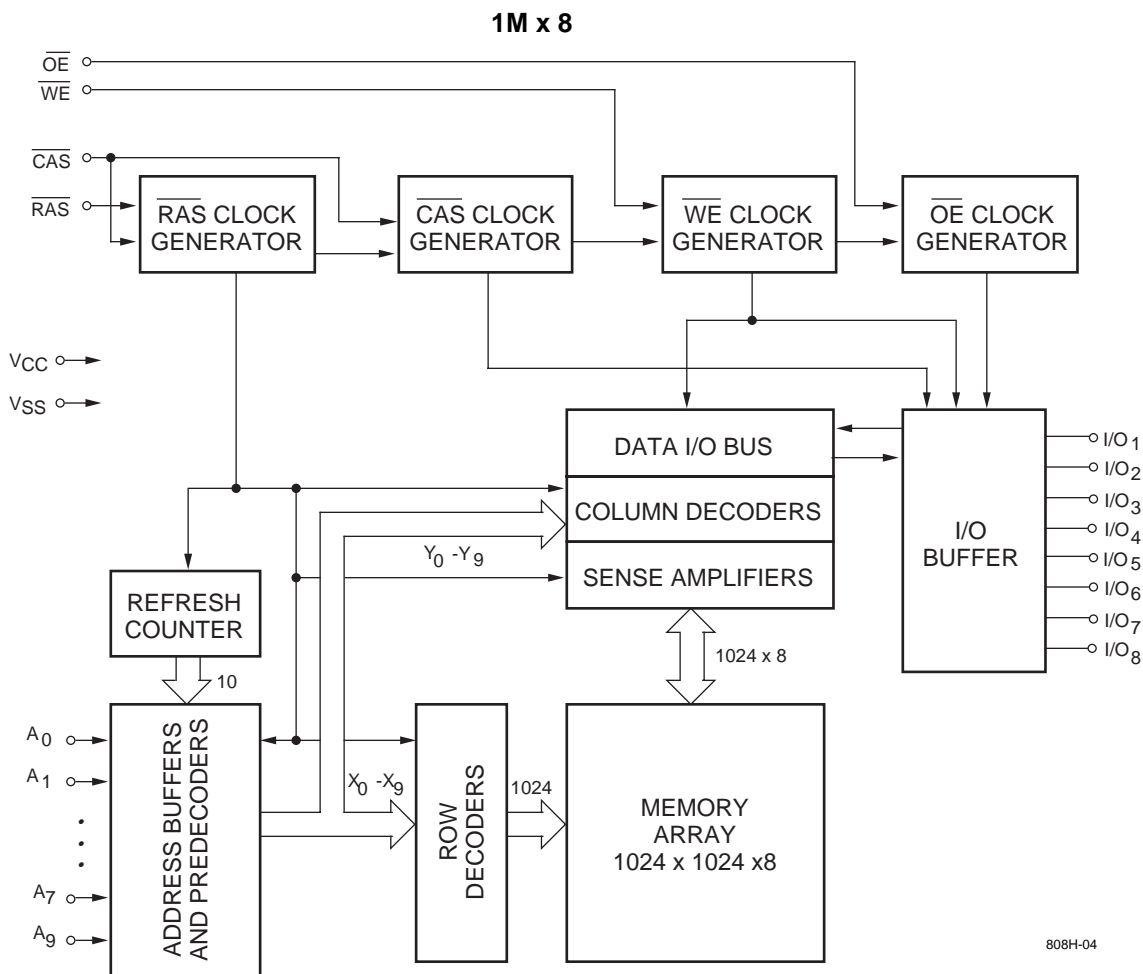 1M x 8
OE
WE
CAS
RAS
RAS CLOCK
GENERATOR
CAS CLOCK
GENERATOR
WE CLOCK
GENERATOR
OE CLOCK
GENERATOR
VCC
VSS
DATA I/O BUS
COLUMN DECODERS
SENSE AMPLIFIERS
I/O
BUFFER
I/O1
I/O2
I/O3
I/O4
I/O5
I/O6
I/O7
I/O8
Y0 -Y9
REFRESH
COUNTER
10
1024 x 8
A0
A1
A7
A9
ADDRESS BUFFERS
AND PREDECODERS
X0 -X9
ROW
DECODERS
1024
MEMORY
ARRAY
1024 x 1024 x8
808H-04